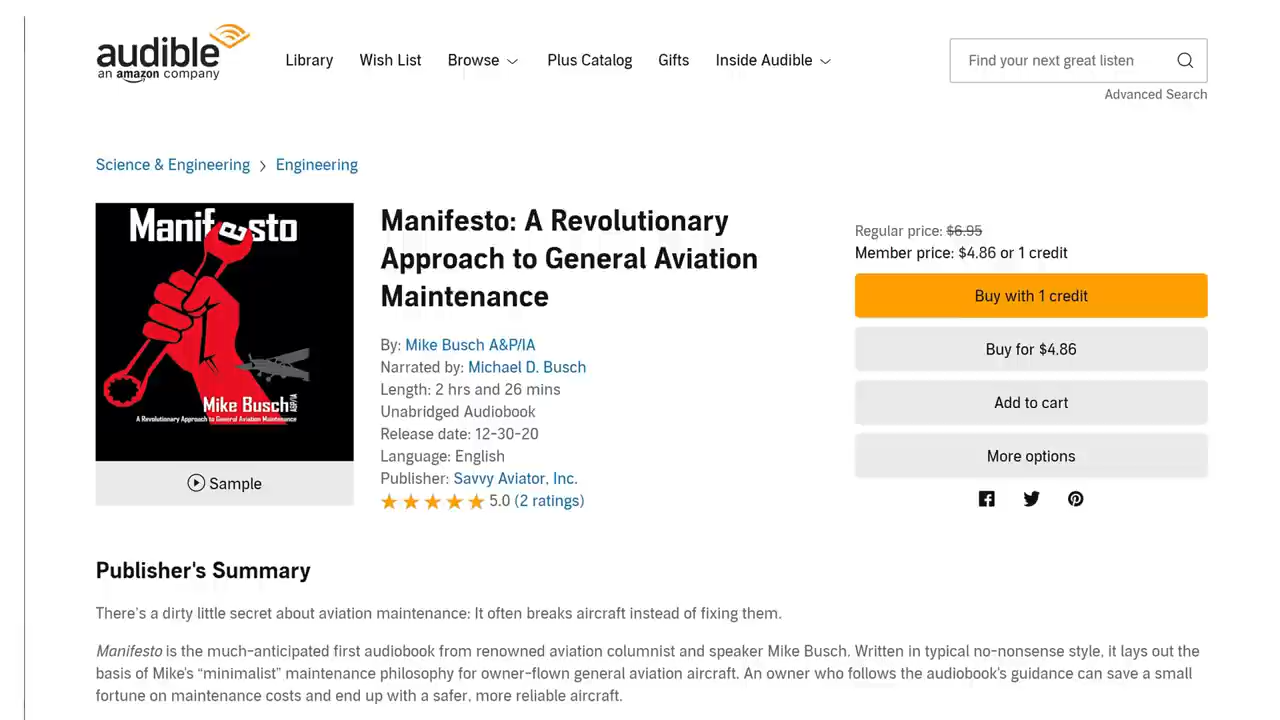 audible
an amazon company
Library Wish List Browse Plus Catalog Gifts Inside Audible
Find your next great listen
Advanced Search
Science & Engineering > Engineering
Manifesto
Mike Busch A&P/IA
A Revolutionary Approach to General Aviation Maintenance
Sample
Manifesto: A Revolutionary
Approach to General Aviation
Maintenance
By: Mike Busch A&P/IA
Narrated by: Michael D. Busch
Length: 2 hrs and 26 mins
Unabridged Audiobook
Release date: 12-30-20
Language: English
Publisher: Savvy Aviator, Inc.
5.0 (2 ratings)
Regular price: $6.95
Member price: $4.86 or 1 credit
Buy with 1 credit
Buy for $4.86
Add to cart
More options
Publisher's Summary
There's a dirty little secret about aviation maintenance: It often breaks aircraft instead of fixing them.
Manifesto is the much-anticipated first audiobook from renowned aviation columnist and speaker Mike Busch. Written in typical no-nonsense style, it lays out the
basis of Mike's “minimalist” maintenance philosophy for owner-flown general aviation aircraft. An owner who follows the audiobook's guidance can save a small
fortune on maintenance costs and end up with a safer, more reliable aircraft.